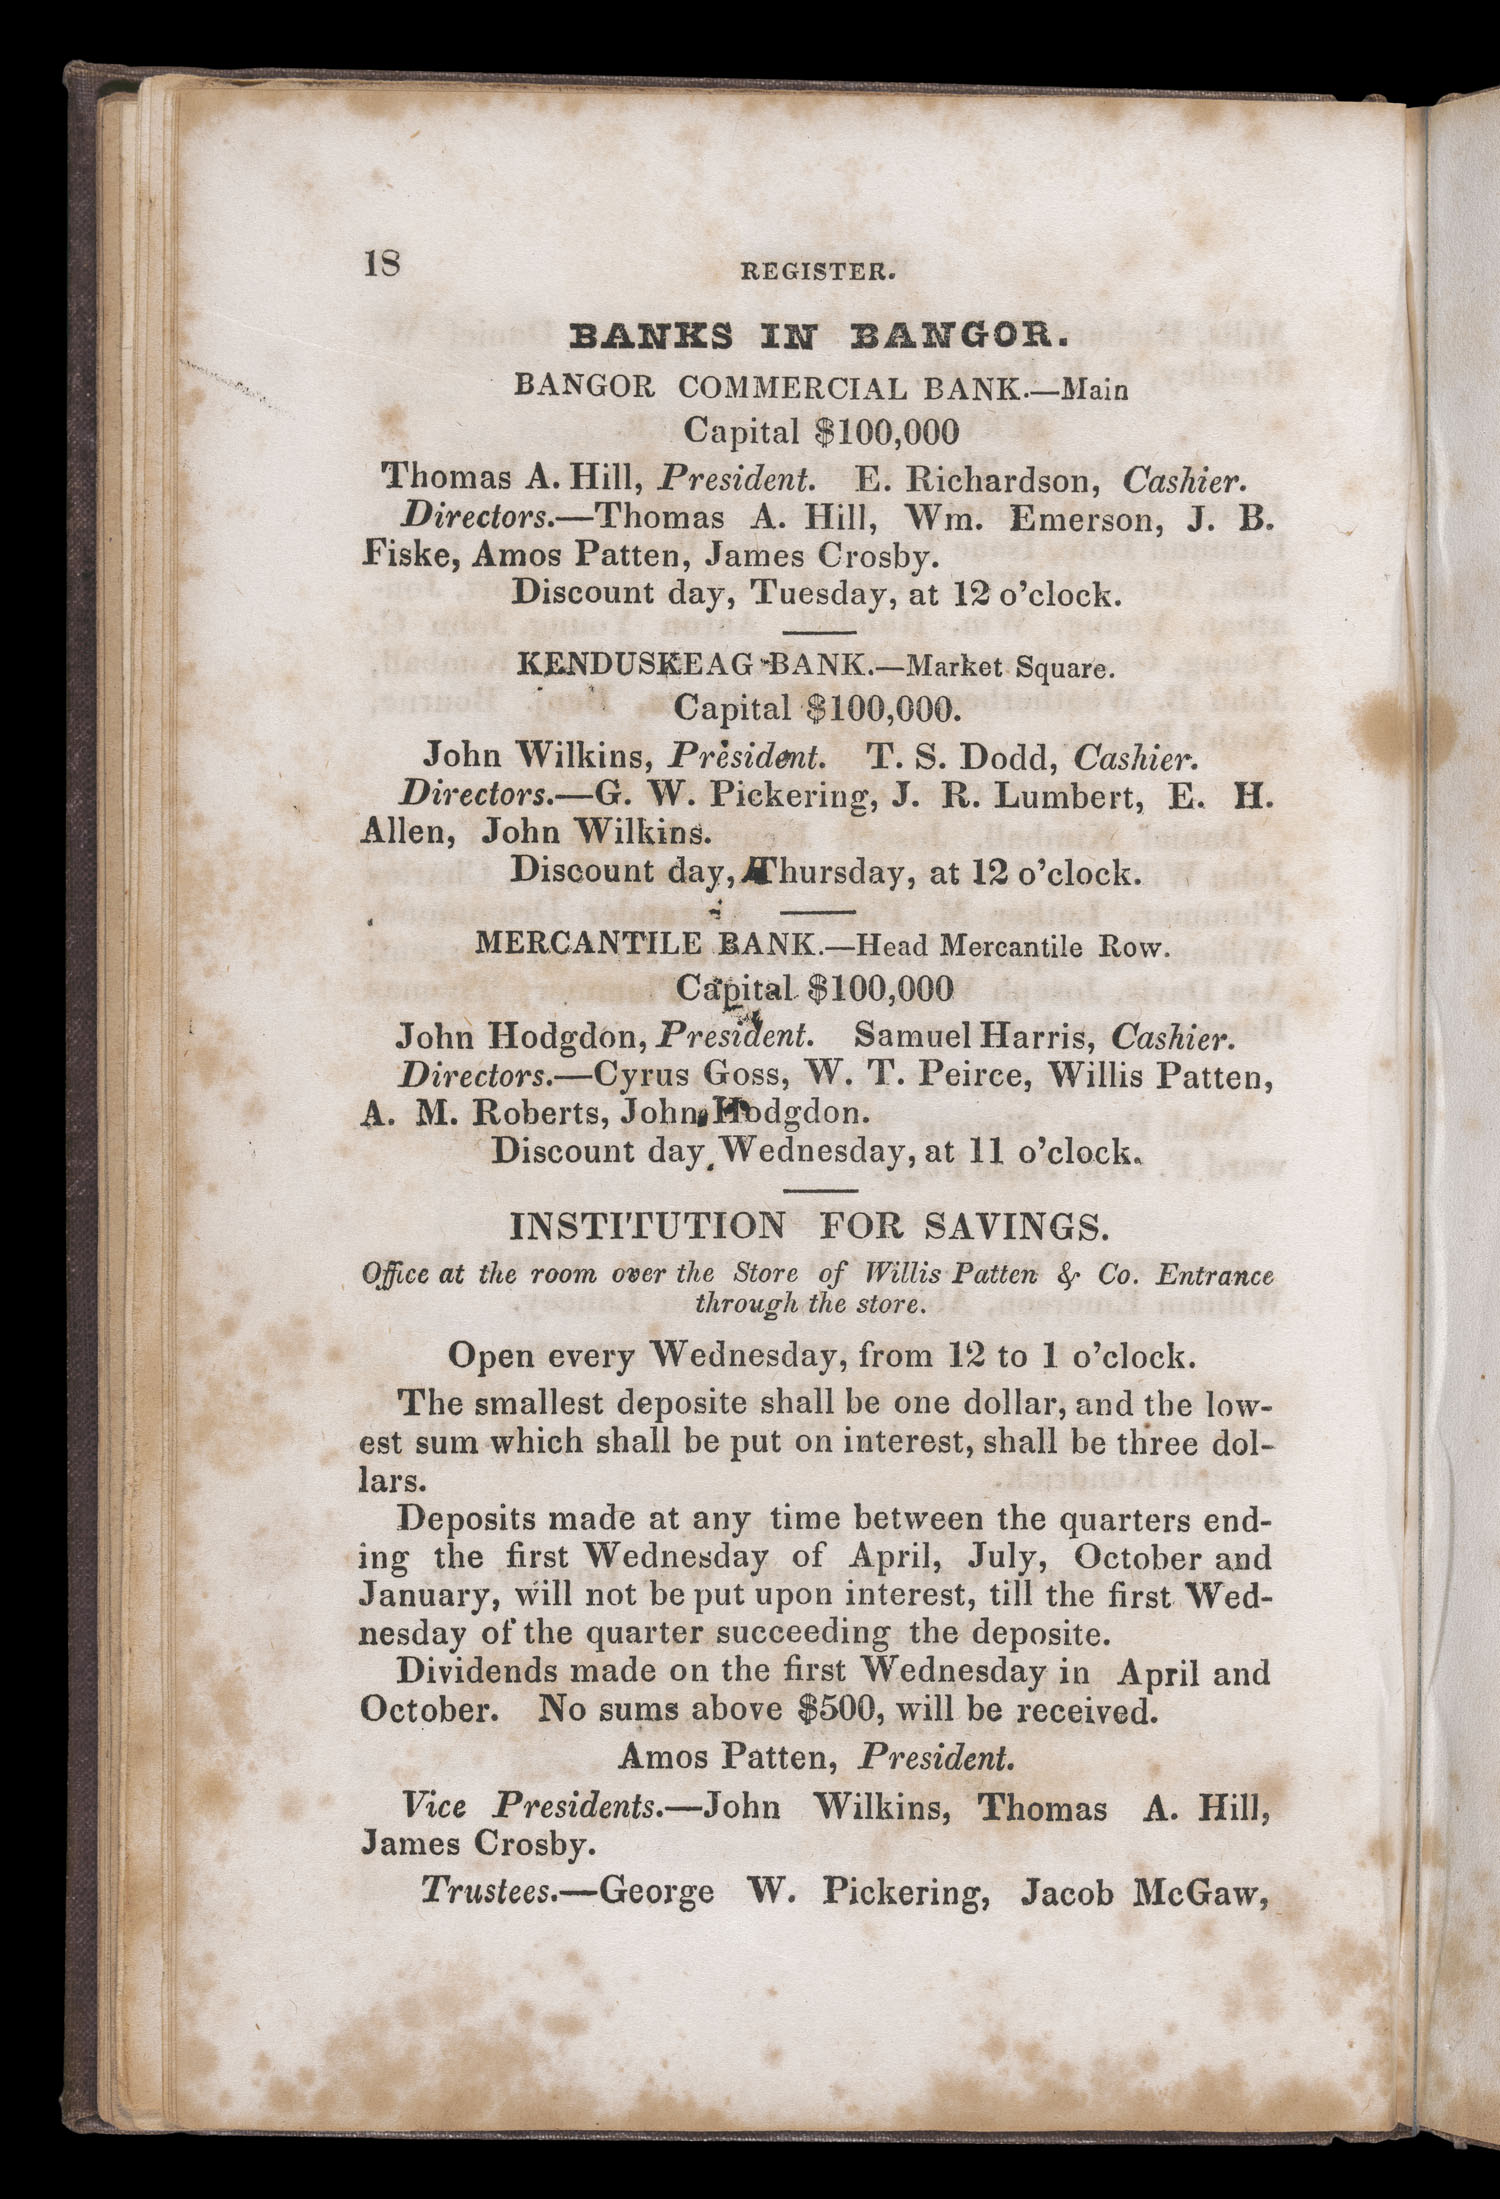 18
REGISTER.
BANKS IN BANGOR.
BANGOR COMMERCIAL BANK.—Main
Capital $100,000
Thomas A. Hill, President. E. Richardson, Cashier.
Directors.—Thomas A. Hill, Wm. Emerson, J. B.
Fiske, Amos Patten, James Crosby.
Discount day, Tuesday, at 12 o'clock.
KENDUSKEAG BANK.—Market Square.
Capital $100,000.
John Wilkins, President. T. S. Dodd, Cashier.
Directors.—G. W. Pickering, J. R. Lumbert, E. H.
Allen, John Wilkins.
Discount day, Thursday, at 12 o'clock.
MERCANTILE BANK.—Head Mercantile Row.
Capital $100,000
John Hodgdon, President. Samuel Harris, Cashier.
Directors.—Cyrus Goss, W. T. Peirce, Willis Patten,
A. M. Roberts, John Hodgdon.
Discount day, Wednesday, at 11 o'clock.
INSTITUTION FOR SAVINGS.
Office at the room over the Store of Willis Patten & Co. Entrance
through the store.
Open every Wednesday, from 12 to 1 o'clock.
The smallest deposite shall be one dollar, and the low-
est sum which shall be put on interest, shall be three dol-
lars.
Deposits made at any time between the quarters end-
ing the first Wednesday of April, July, October and
January, will not be put upon interest, till the first Wed-
nesday of the quarter succeeding the deposite.
Dividends made on the first Wednesday in April and
October. No sums above $500, will be received.
Amos Patten, President.
Vice Presidents.—John Wilkins, Thomas A. Hill,
James Crosby.
Trustees.—George W. Pickering, Jacob McGaw,